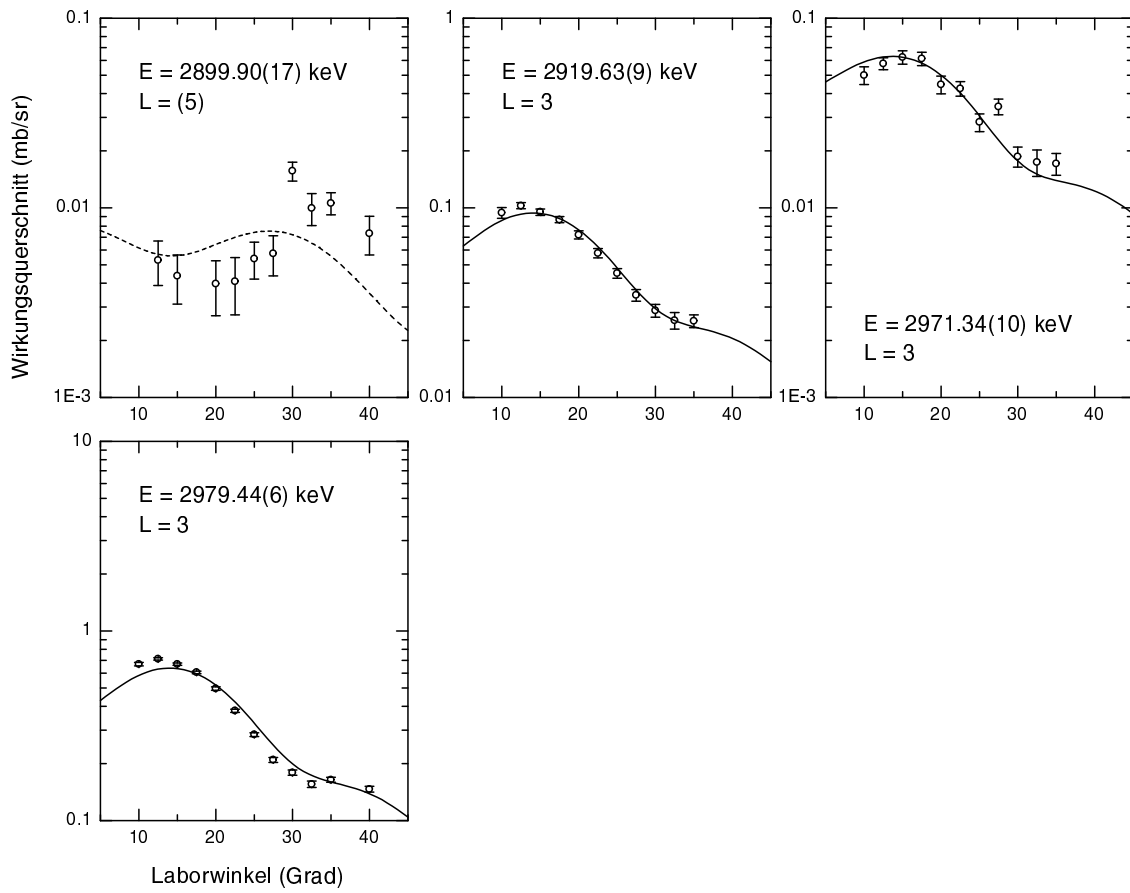 Wirkungsquerschnitt (mb/sr)
0.1
0.01
1E-3
E = 2899.90(17) keV
L = (5)
10 20 30 40
1
0.1
0.01
E = 2919.63(9) keV
L = 3
10 20 30 40
0.1
0.01
1E-3
E = 2971.34(10) keV
L = 3
10 20 30 40
10
1
0.1
E = 2979.44(6) keV
L = 3
10 20 30 40
Laborwinkel (Grad)